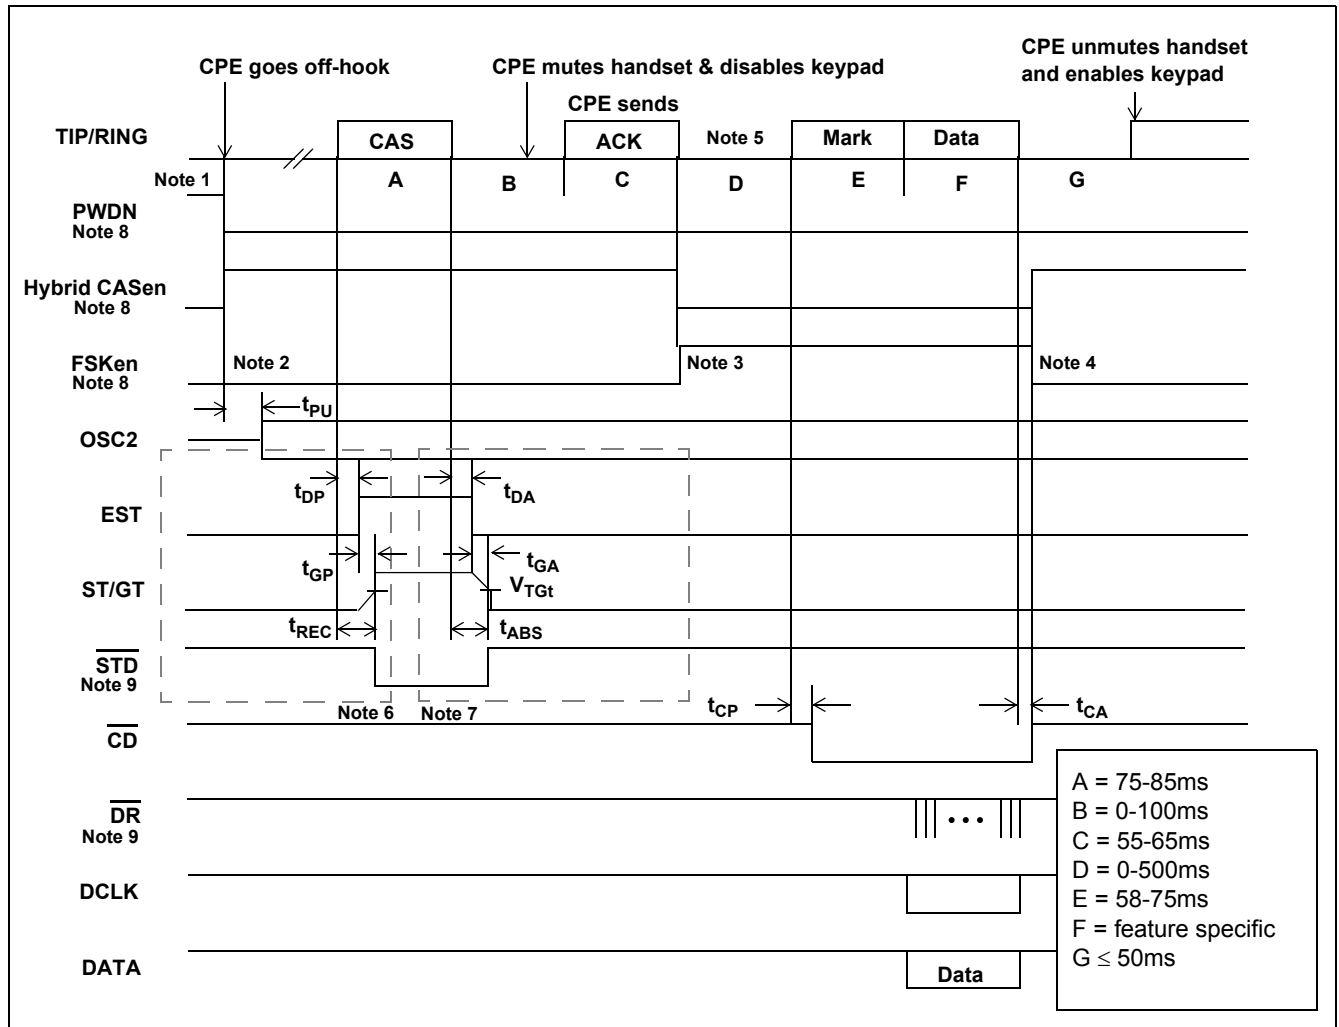 CPE goes off-hook
CPE mutes handset & disables keypad
CPE unmutes handset
and enables keypad
CPE sends
TIP/RING
CAS
ACK
Note 5
Mark
Data
Note 1
A
B
C
D
E
F
G
PWDN
Note 8
Hybrid CASen
Note 8
FSKen
Note 8
Note 2
Note 3
Note 4
tPU
OSC2
tDP
tDA
EST
tGP
tGA
ST/GT
VTGt
tREC
tABS
STD
Note 9
Note 6
Note 7
tCP
tCA
CD
DR
Note 9
DCLK
DATA
Data
A = 75-85ms
B = 0-100ms
C = 55-65ms
D = 0-500ms
E = 58-75ms
F = feature specific
G ≤ 50ms